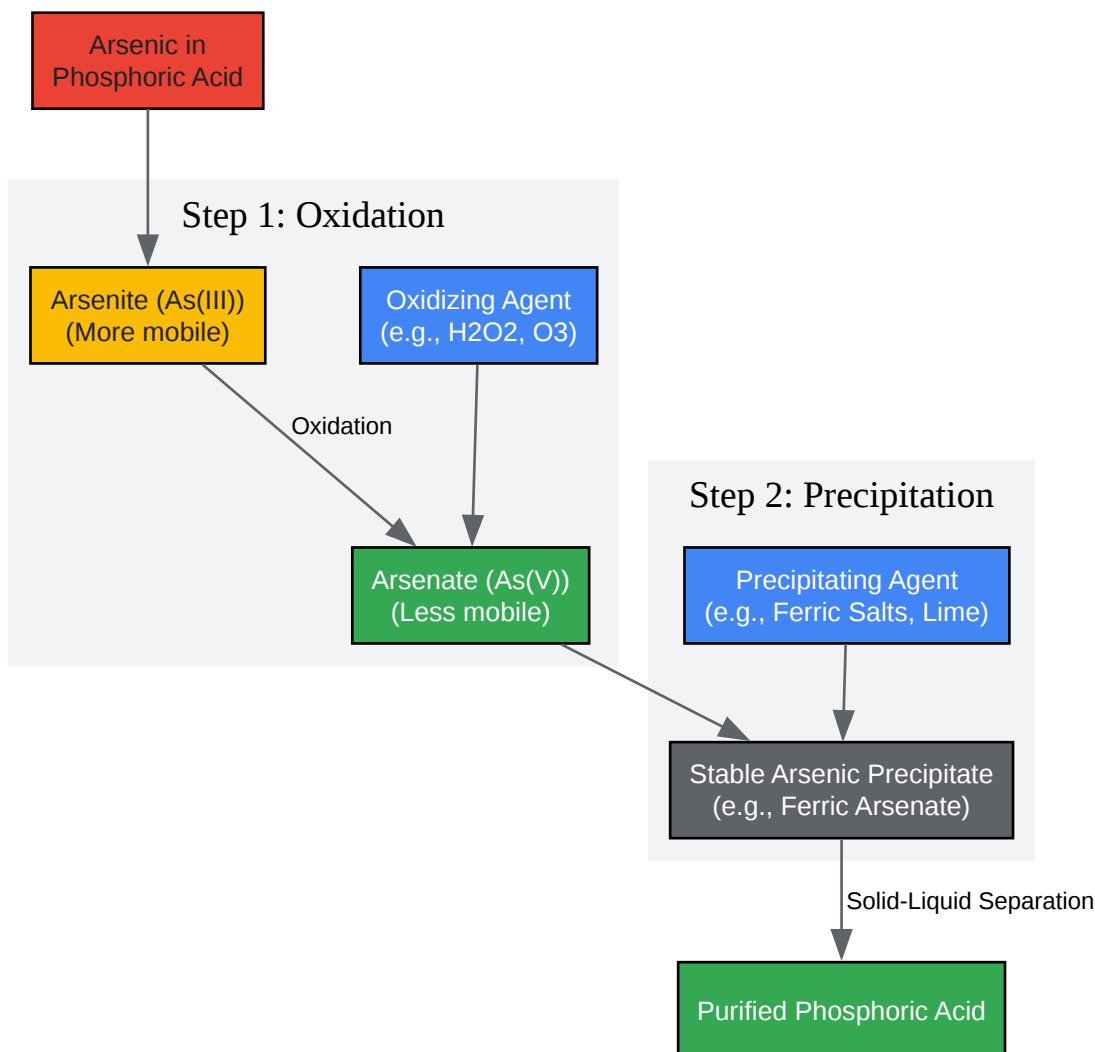 Arsenic in
Phosphoric Acid
Step 1: Oxidation
Arsenite (As(III))
(More mobile)
Oxidizing Agent
(e.g., H2O2, O3)
Oxidation
Arsenate (As(V))
(Less mobile)
Step 2: Precipitation
Precipitating Agent
(e.g., Ferric Salts, Lime)
Stable Arsenic Precipitate
(e.g., Ferric Arsenate)
Solid-Liquid Separation
Purified Phosphoric Acid